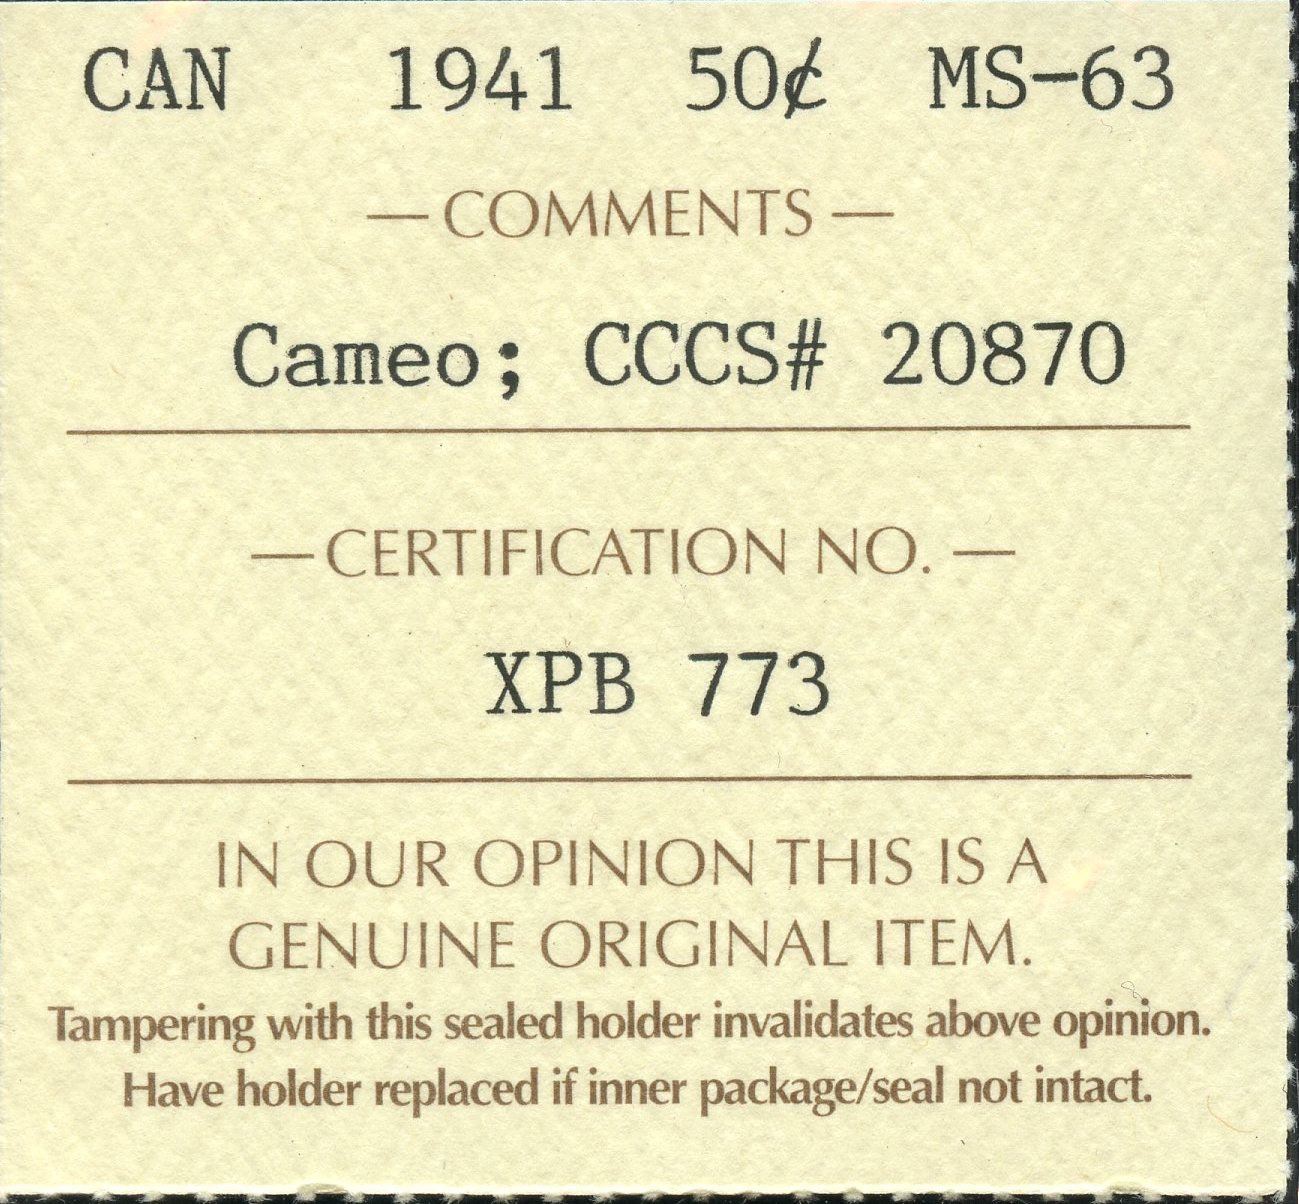 CAN 1941 50¢ MS-63
— COMMENTS —
Cameo; CCCS# 20870
— CERTIFICATION NO. —
XPB 773
IN OUR OPINION THIS IS A
GENUINE ORIGINAL ITEM.
Tampering with this sealed holder invalidates above opinion.
Have holder replaced if inner package/seal not intact.